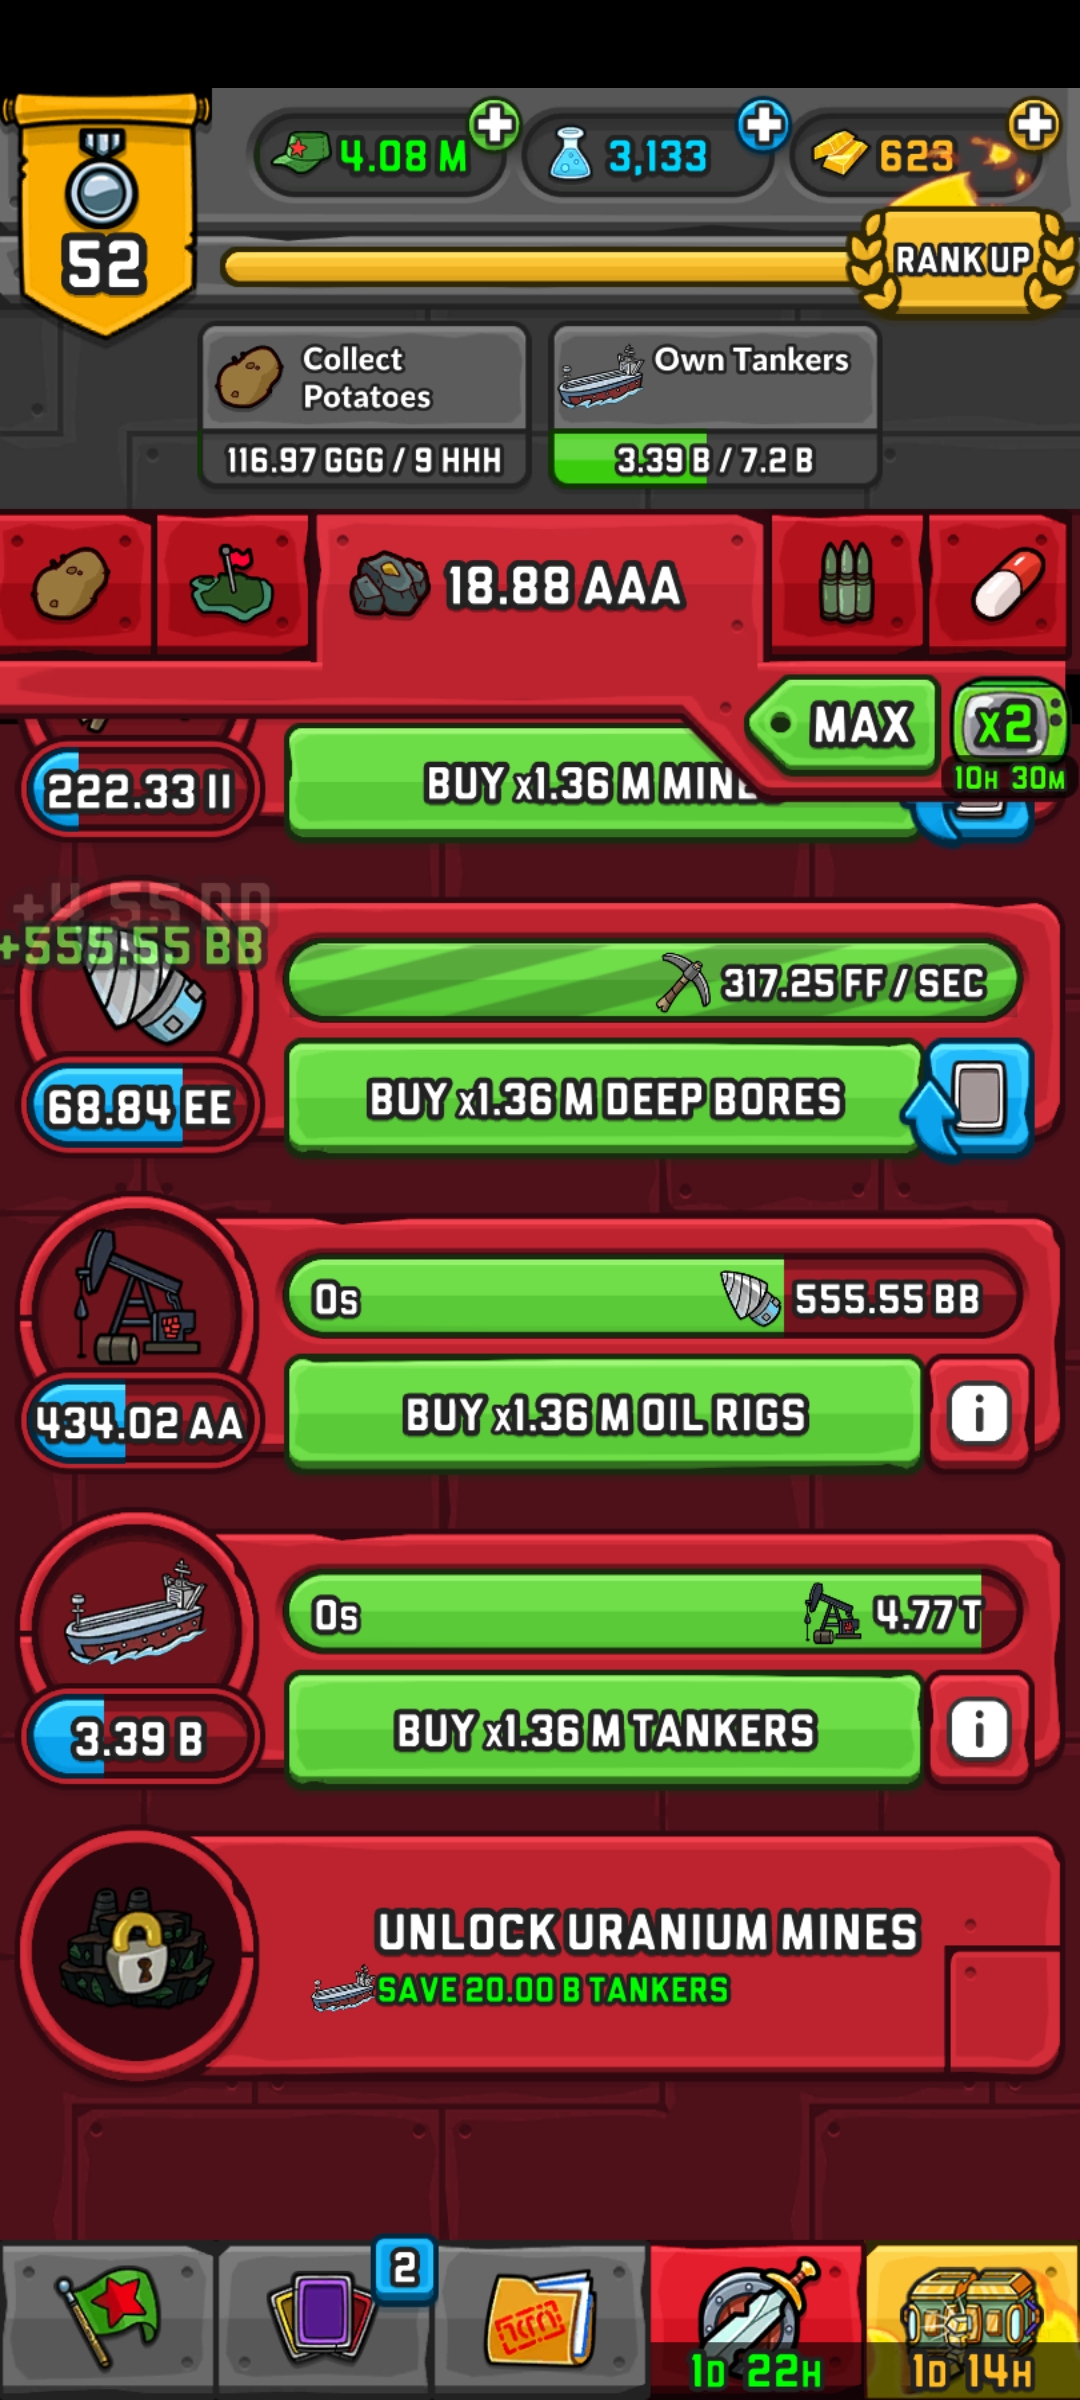 4.08 M
3,133
623
52
RANK UP
Collect
Potatoes
Own Tankers
116.97 GGG / 9 HHH
3.39 B / 7.2 B
18.88 AAA
MAX
x2
10H 30M
222.33 II
BUY x1.36 M MINE
+4.55 DD
+555.55 BB
317.25 FF / SEC
68.84 EE
BUY x1.36 M DEEP BORES
0s
555.55 BB
434.02 AA
BUY x1.36 M OIL RIGS
i
0s
4.77 T
3.39 B
BUY x1.36 M TANKERS
i
UNLOCK URANIUM MINES
SAVE 20.00 B TANKERS
2
1D 22H
1D 14H